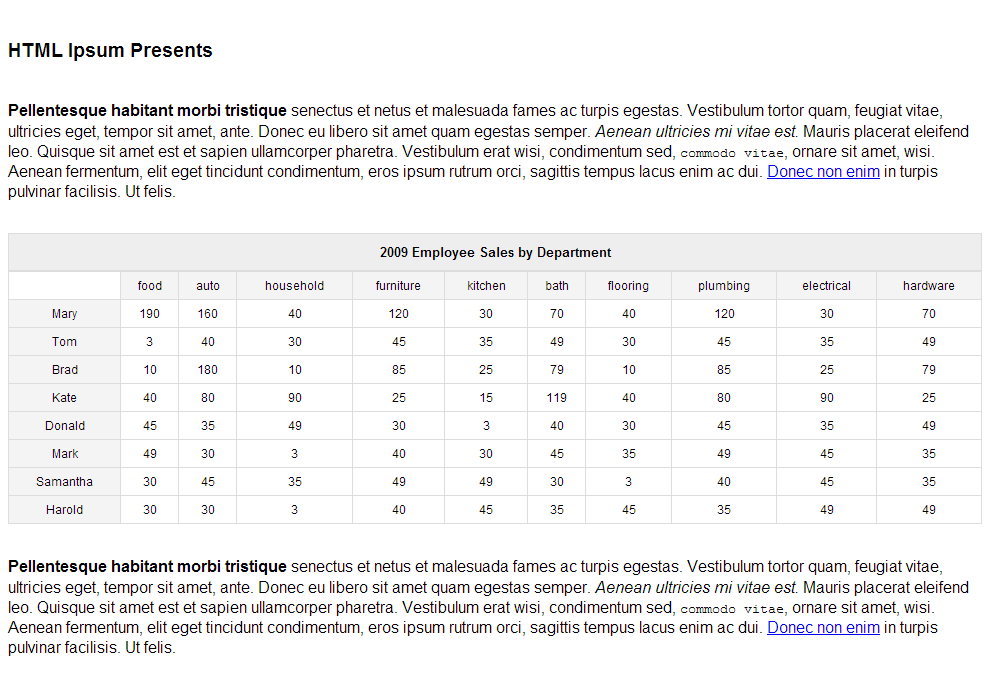 HTML Ipsum Presents
Pellentesque habitant morbi tristique senectus et netus et malesuada fames ac turpis egestas. Vestibulum tortor quam, feugiat vitae,
ultricies eget, tempor sit amet, ante. Donec eu libero sit amet quam egestas semper. Aenean ultricies mi vitae est. Mauris placerat eleifend
leo. Quisque sit amet est et sapien ullamcorper pharetra. Vestibulum erat wisi, condimentum sed, commodo vitae, ornare sit amet, wisi.
Aenean fermentum, elit eget tincidunt condimentum, eros ipsum rutrum orci, sagittis tempus lacus enim ac dui. Donec non enim in turpis
pulvinar facilisis. Ut felis.
2009 Employee Sales by Department
food auto household furniture kitchen bath flooring plumbing electrical hardware
Mary 190 160 40 120 30 70 40 120 30 70
Tom 3 40 30 45 35 49 30 45 35 49
Brad 10 180 10 85 25 79 10 85 25 79
Kate 40 80 90 25 15 119 40 80 90 25
Donald 45 35 49 30 3 40 30 45 35 49
Mark 49 30 3 40 30 45 35 49 45 35
Samantha 30 45 35 49 49 30 3 40 45 35
Harold 30 30 3 40 45 35 45 35 49 49
Pellentesque habitant morbi tristique senectus et netus et malesuada fames ac turpis egestas. Vestibulum tortor quam, feugiat vitae,
ultricies eget, tempor sit amet, ante. Donec eu libero sit amet quam egestas semper. Aenean ultricies mi vitae est. Mauris placerat eleifend
leo. Quisque sit amet est et sapien ullamcorper pharetra. Vestibulum erat wisi, condimentum sed, commodo vitae, ornare sit amet, wisi.
Aenean fermentum, elit eget tincidunt condimentum, eros ipsum rutrum orci, sagittis tempus lacus enim ac dui. Donec non enim in turpis
pulvinar facilisis. Ut felis.